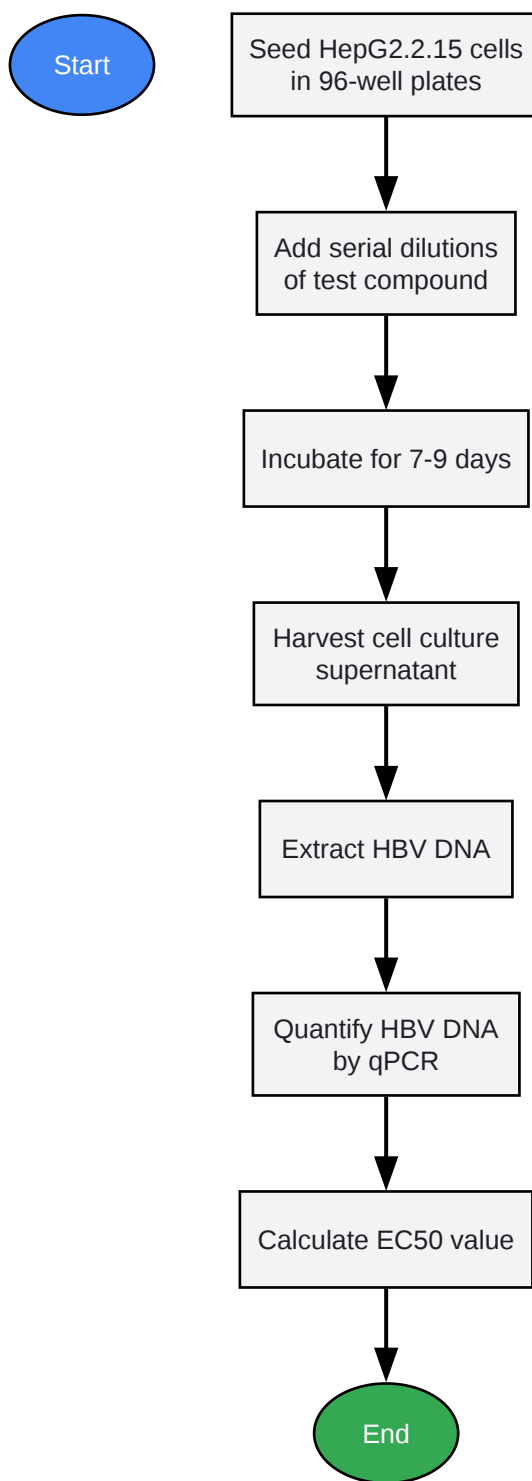 Start
Seed HepG2.2.15 cells
in 96-well plates
Add serial dilutions
of test compound
Incubate for 7-9 days
Harvest cell culture
supernatant
Extract HBV DNA
Quantify HBV DNA
by qPCR
Calculate EC50 value
End